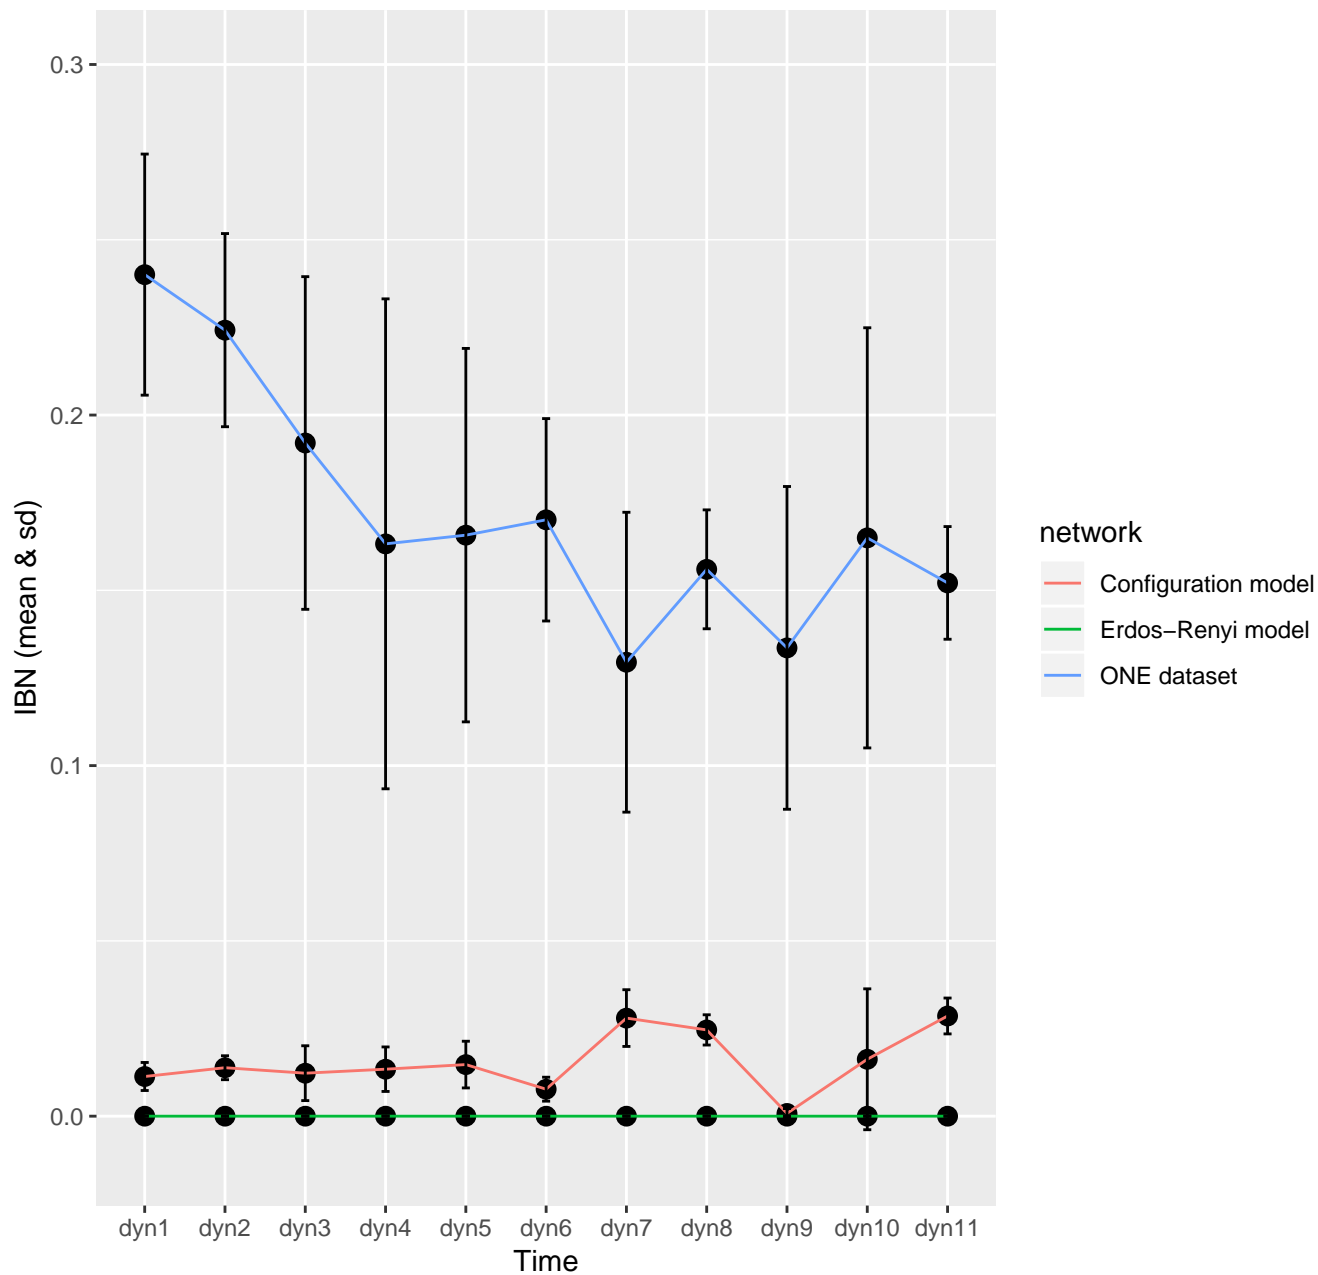 0.3
0.2
0.1
0.0
IBN (mean & sd)
dyn1 dyn2 dyn3 dyn4 dyn5 dyn6 dyn7 dyn8 dyn9 dyn10 dyn11
Time
network
Configuration model
Erdos−Renyi model
ONE dataset